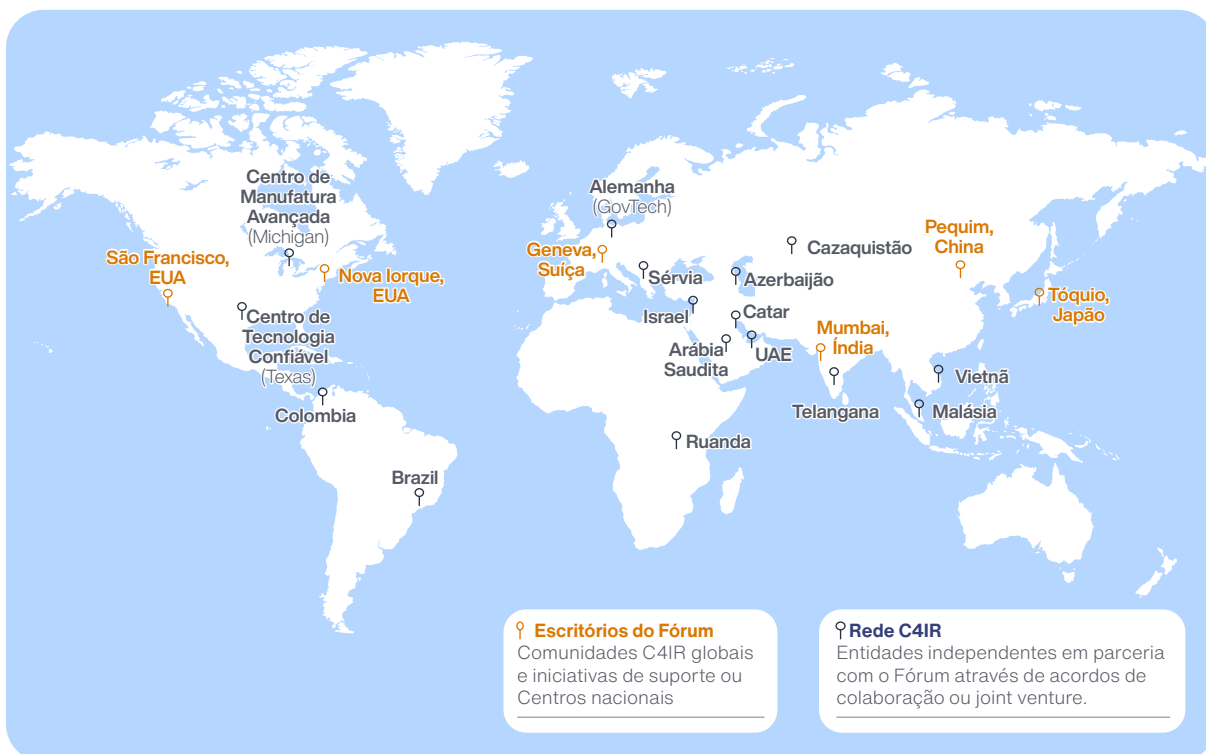 Centro de
Manufatura
Avançada
(Michigan)
São Francisco,
EUA
Nova Iorque,
EUA
Centro de
Tecnologia
Confiável
(Texas)
Colombia
Brazil
Alemanha
(GovTech)
Geneva,
Suíça
Sérvia
Israel
Cazaquistão
Azerbaijão
Catar
Arábia
Saudita
UAE
Pequim,
China
Tóquio,
Japão
Mumbai,
Índia
Telangana
Vietnã
Malásia
Ruanda
Escritórios do Fórum
Comunidades C4IR globais
e iniciativas de suporte ou
Centros nacionais
Rede C4IR
Entidades independentes em parceria
com o Fórum através de acordos de
colaboração ou joint venture.